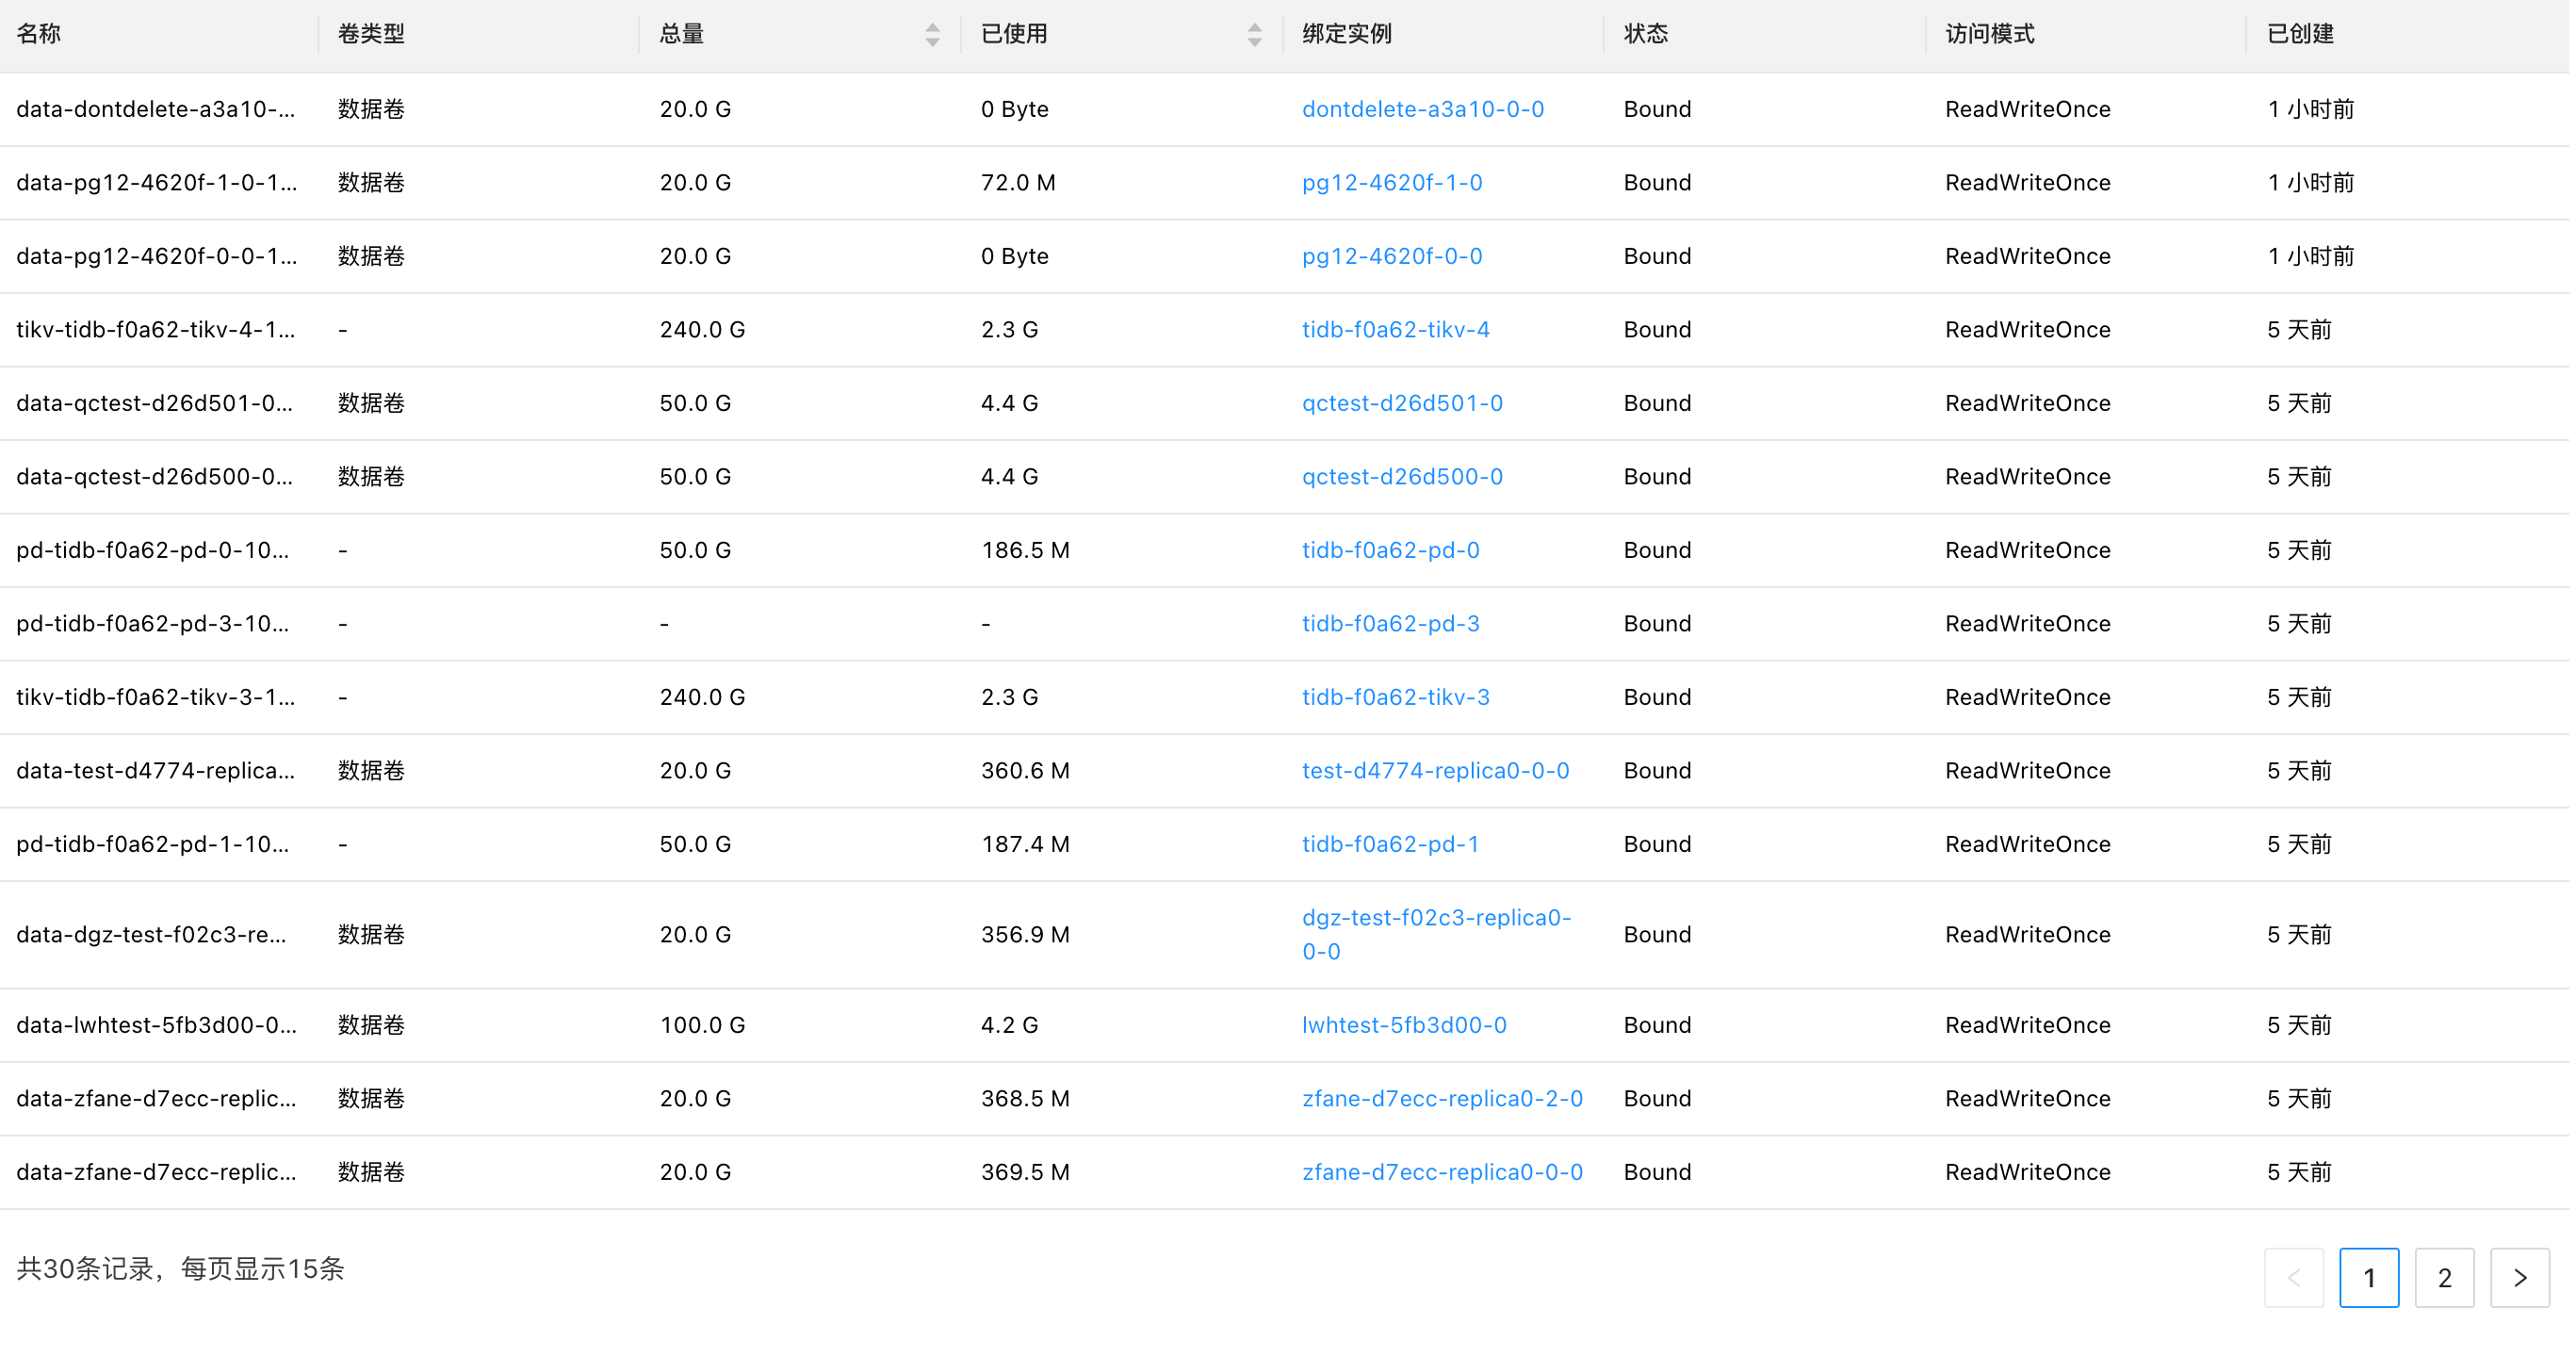 名称 卷类型 总量 已使用 绑定实例 状态 访问模式 已创建
data-dontdelete-a3a10-... 数据卷 20.0 G 0 Byte dontdelete-a3a10-0-0 Bound ReadWriteOnce 1 小时前
data-pg12-4620f-1-0-1... 数据卷 20.0 G 72.0 M pg12-4620f-1-0 Bound ReadWriteOnce 1 小时前
data-pg12-4620f-0-0-1... 数据卷 20.0 G 0 Byte pg12-4620f-0-0 Bound ReadWriteOnce 1 小时前
tikv-tidb-f0a62-tikv-4-1... - 240.0 G 2.3 G tidb-f0a62-tikv-4 Bound ReadWriteOnce 5 天前
data-qctest-d26d501-0... 数据卷 50.0 G 4.4 G qctest-d26d501-0 Bound ReadWriteOnce 5 天前
data-qctest-d26d500-0... 数据卷 50.0 G 4.4 G qctest-d26d500-0 Bound ReadWriteOnce 5 天前
pd-tidb-f0a62-pd-0-10... - 50.0 G 186.5 M tidb-f0a62-pd-0 Bound ReadWriteOnce 5 天前
pd-tidb-f0a62-pd-3-10... - - - tidb-f0a62-pd-3 Bound ReadWriteOnce 5 天前
tikv-tidb-f0a62-tikv-3-1... - 240.0 G 2.3 G tidb-f0a62-tikv-3 Bound ReadWriteOnce 5 天前
data-test-d4774-replica... 数据卷 20.0 G 360.6 M test-d4774-replica0-0-0 Bound ReadWriteOnce 5 天前
pd-tidb-f0a62-pd-1-10... - 50.0 G 187.4 M tidb-f0a62-pd-1 Bound ReadWriteOnce 5 天前
data-dgz-test-f02c3-re... 数据卷 20.0 G 356.9 M dgz-test-f02c3-replica0- Bound ReadWriteOnce 5 天前
0-0
data-lwhtest-5fb3d00-0... 数据卷 100.0 G 4.2 G lwhtest-5fb3d00-0 Bound ReadWriteOnce 5 天前
data-zfane-d7ecc-replic... 数据卷 20.0 G 368.5 M zfane-d7ecc-replica0-2-0 Bound ReadWriteOnce 5 天前
data-zfane-d7ecc-replic... 数据卷 20.0 G 369.5 M zfane-d7ecc-replica0-0-0 Bound ReadWriteOnce 5 天前
共30条记录，每页显示15条 < 1 2 >